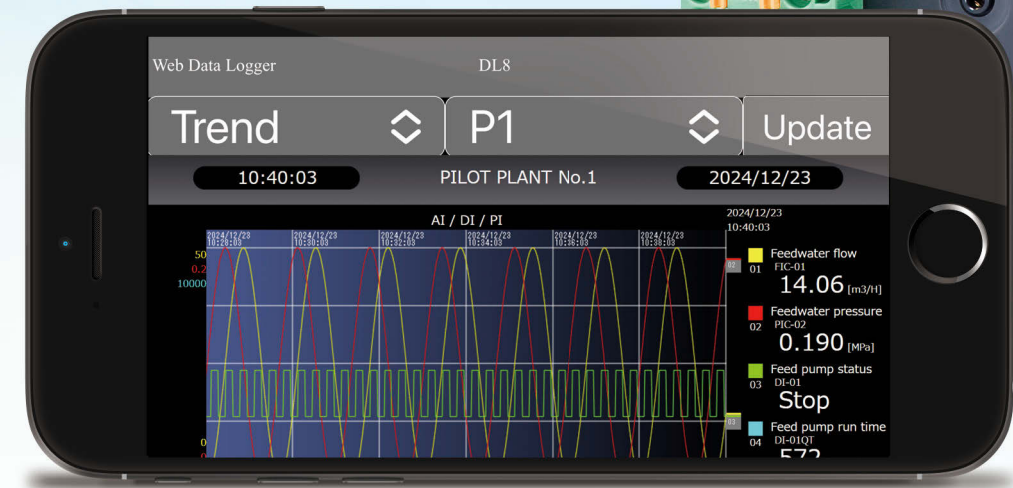 Web Data Logger DL8
Trend P1 Update
10:40:03 PILOT PLANT No.1 2024/12/23
AI / DI / PI
2024/12/23
10:40:03
2024/12/23 2024/12/23 2024/12/23 2024/12/23 2024/12/23 2024/12/23
10:28:03 10:30:03 10:32:03 10:34:03 10:36:03 10:38:03
50
0.2
10000
0
0
02
03
Feedwater flow
01 FIC-01
14.06 [m3/H]
Feedwater pressure
02 PIC-02
0.190 [MPa]
Feed pump status
03 DI-01
Stop
Feed pump run time
04 DI-01QT
572